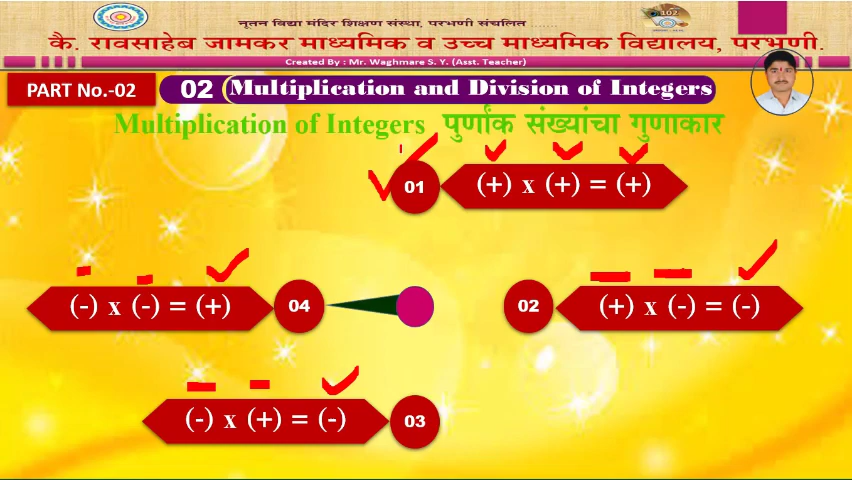 नूतन विद्या मंदिर शिक्षण संस्था, परभणी संचलित ..........
102
कै. रावसाहेब जामकर माध्यमिक व उच्च माध्यमिक विद्यालय, परभणी.
Created By : Mr. Waghmare S. Y. (Asst. Teacher)
PART No.-02
02 (Multiplication and Division of Integers
Multiplication of Integers पुर्णांक संख्यांचा गुणाकार
01 (+) x (+) = (+)
(-) x (-) = (+) 04
02 (+) x (-) = (-)
(-) x (+) = (-) 03